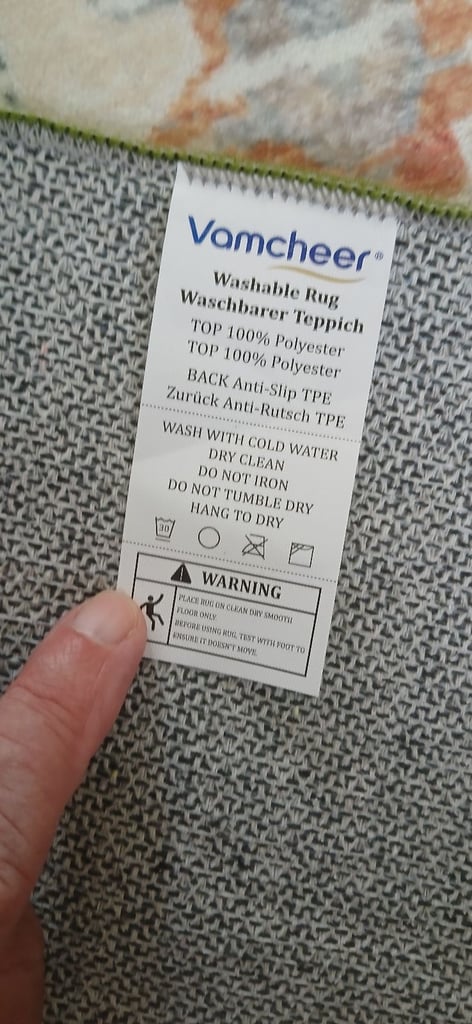 Vamcheer®
Washable Rug
Waschbarer Teppich
TOP 100% Polyester
TOP 100% Polyester
BACK Anti-Slip TPE
Zurück Anti-Rutsch TPE
WASH WITH COLD WATER
DRY CLEAN
DO NOT IRON
DO NOT TUMBLE DRY
HANG TO DRY
30
WARNING
PLACE RUG ON CLEAN DRY SMOOTH
FLOOR ONLY.
BEFORE USING RUG, TEST WITH FOOT TO
ENSURE IT DOESN'T MOVE.